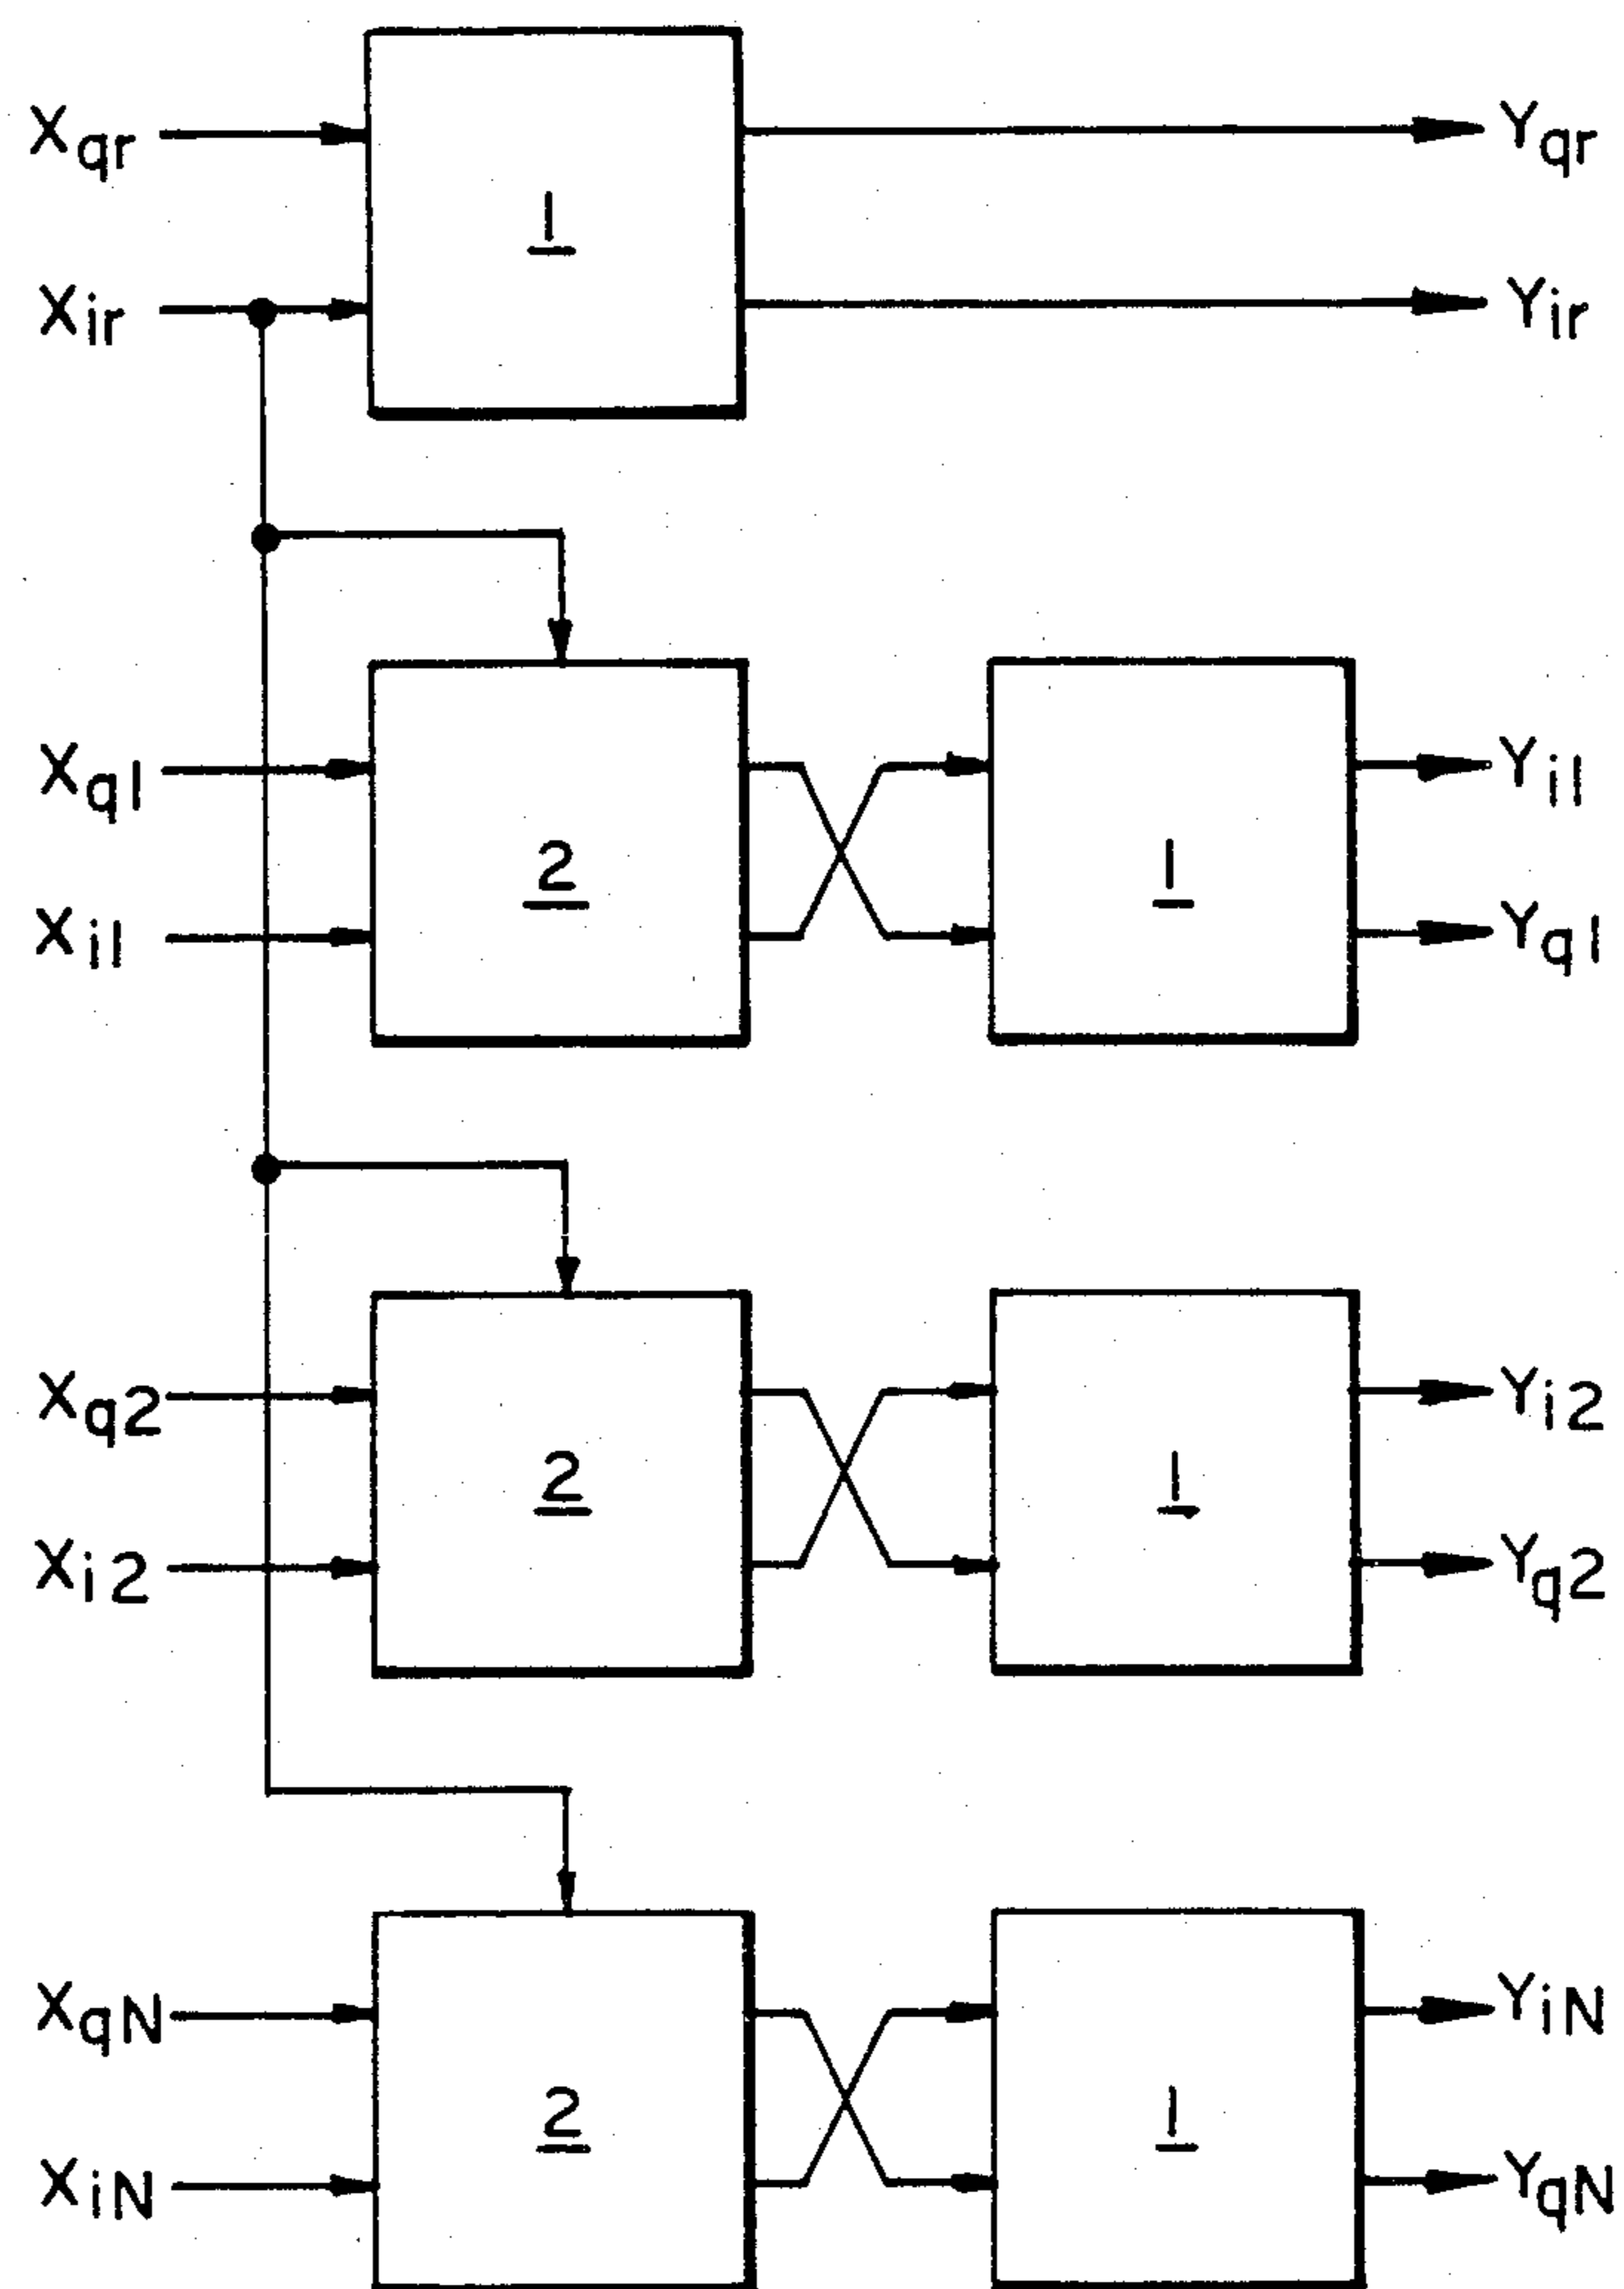 Xqr Yqr
1
Xir Yir
Xq1 Yi1
2 1
Xi1 Yq1
Xq2 Yi2
2 1
Xi2 Yq2
XqN YiN
2 1
XiN YqN